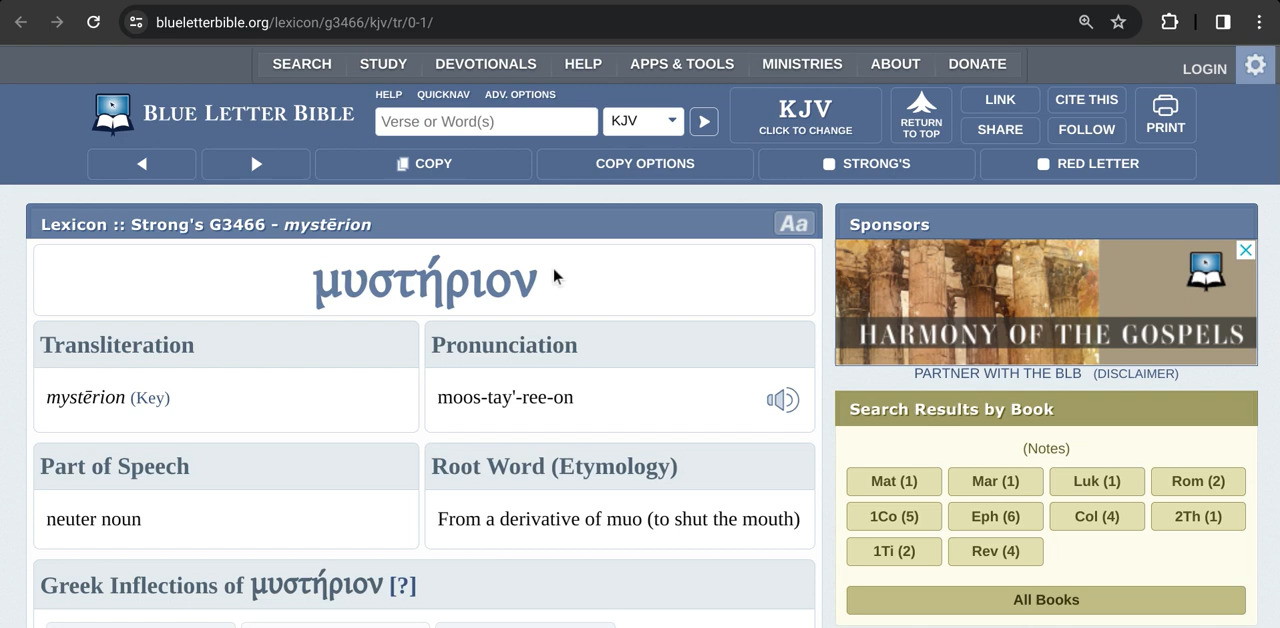 blueletterbible.org/lexicon/g3466/kjv/tr/0-1/
SEARCH STUDY DEVOTIONALS HELP APPS & TOOLS MINISTRIES ABOUT DONATE LOGIN
BLUE LETTER BIBLE
HELP QUICKNAV ADV. OPTIONS
Verse or Word(s) KJV
KJV
CLICK TO CHANGE
RETURN
TO TOP
LINK CITE THIS
SHARE FOLLOW
PRINT
COPY COPY OPTIONS STRONG'S RED LETTER
Lexicon :: Strong's G3466 - mystērion Aa
μυστήριον
Transliteration
mystērion (Key)
Pronunciation
moos-tay'-ree-on
Part of Speech
neuter noun
Root Word (Etymology)
From a derivative of muo (to shut the mouth)
Greek Inflections of μυστήριον [?]
Sponsors
HARMONY OF THE GOSPELS
PARTNER WITH THE BLB (DISCLAIMER)
Search Results by Book
(Notes)
Mat (1) Mar (1) Luk (1) Rom (2)
1Co (5) Eph (6) Col (4) 2Th (1)
1Ti (2) Rev (4)
All Books